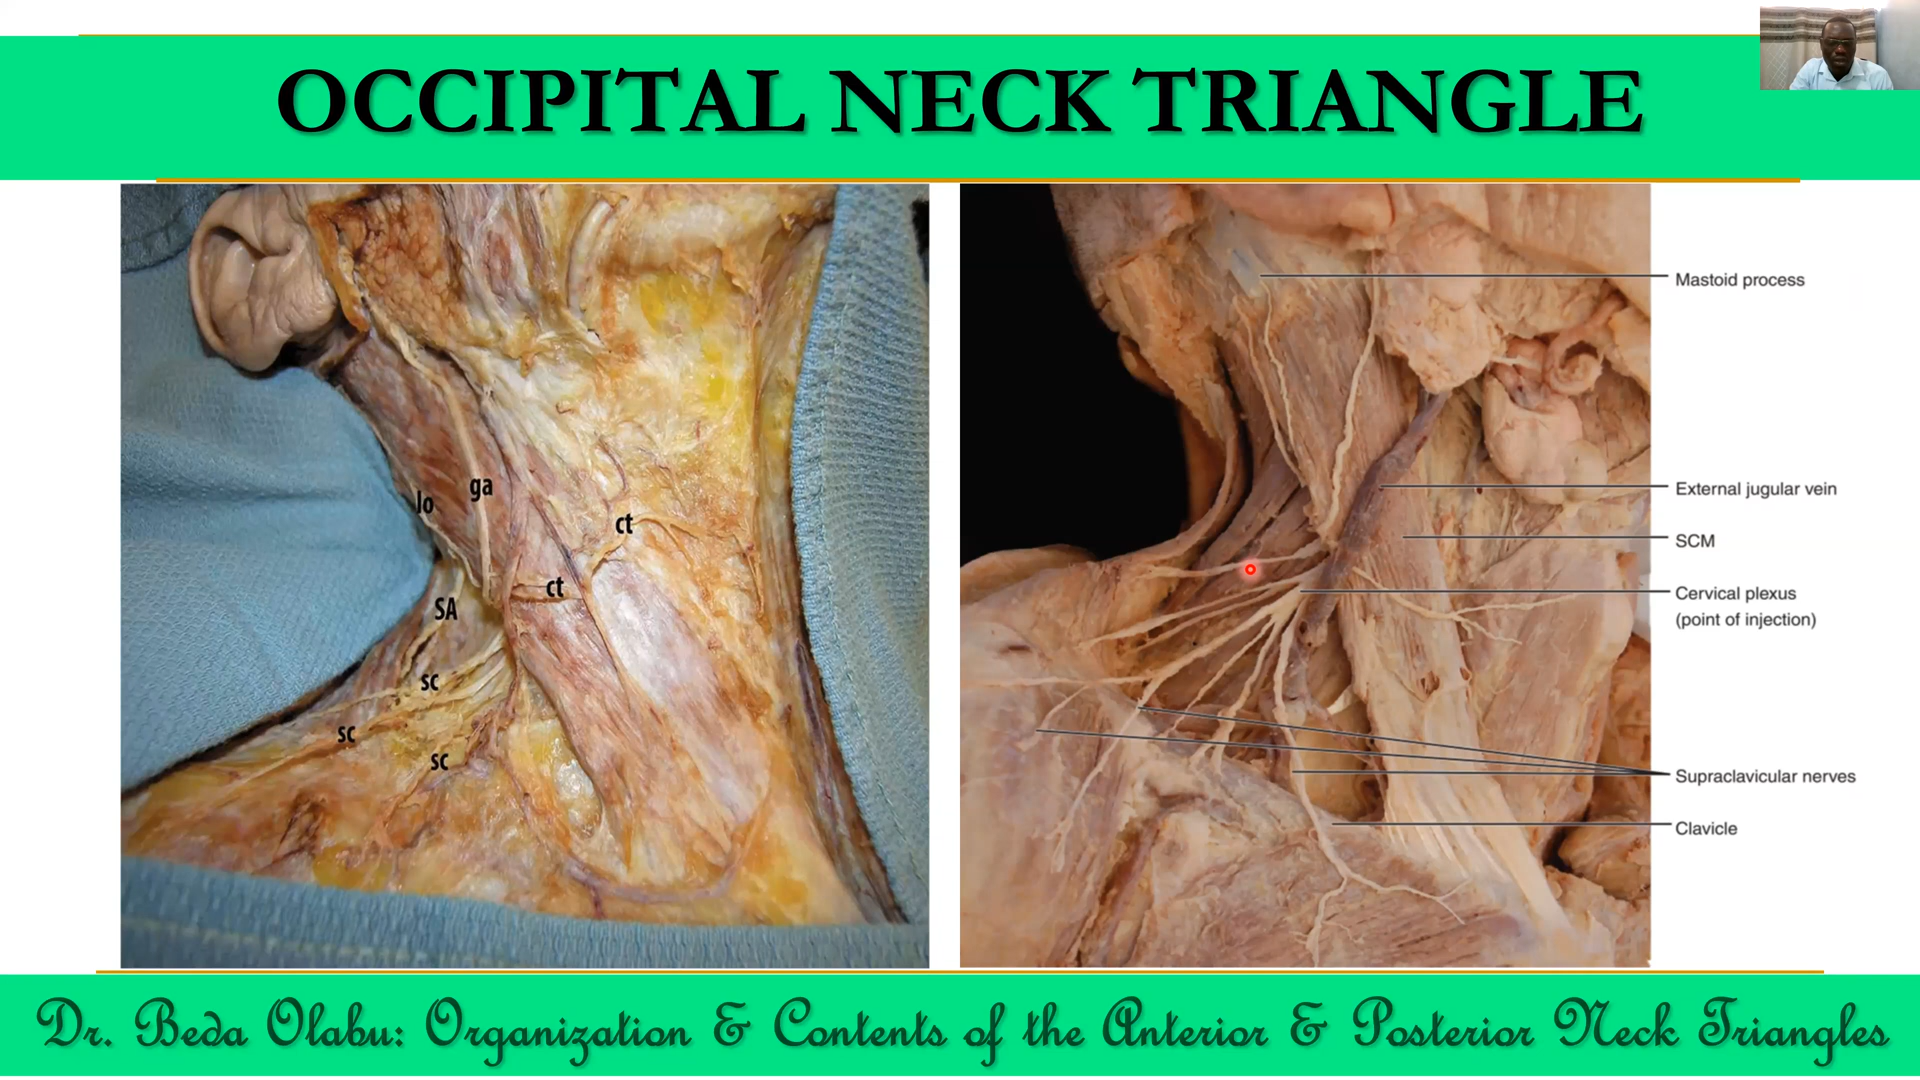 OCCIPITAL NECK TRIANGLE
lo
ga
ct
ct
SA
sc
sc
sc
Mastoid process
External jugular vein
SCM
Cervical plexus
(point of injection)
Supraclavicular nerves
Clavicle
Dr. Beda Olabu: Organization & Contents of the Anterior & Posterior Neck Triangles